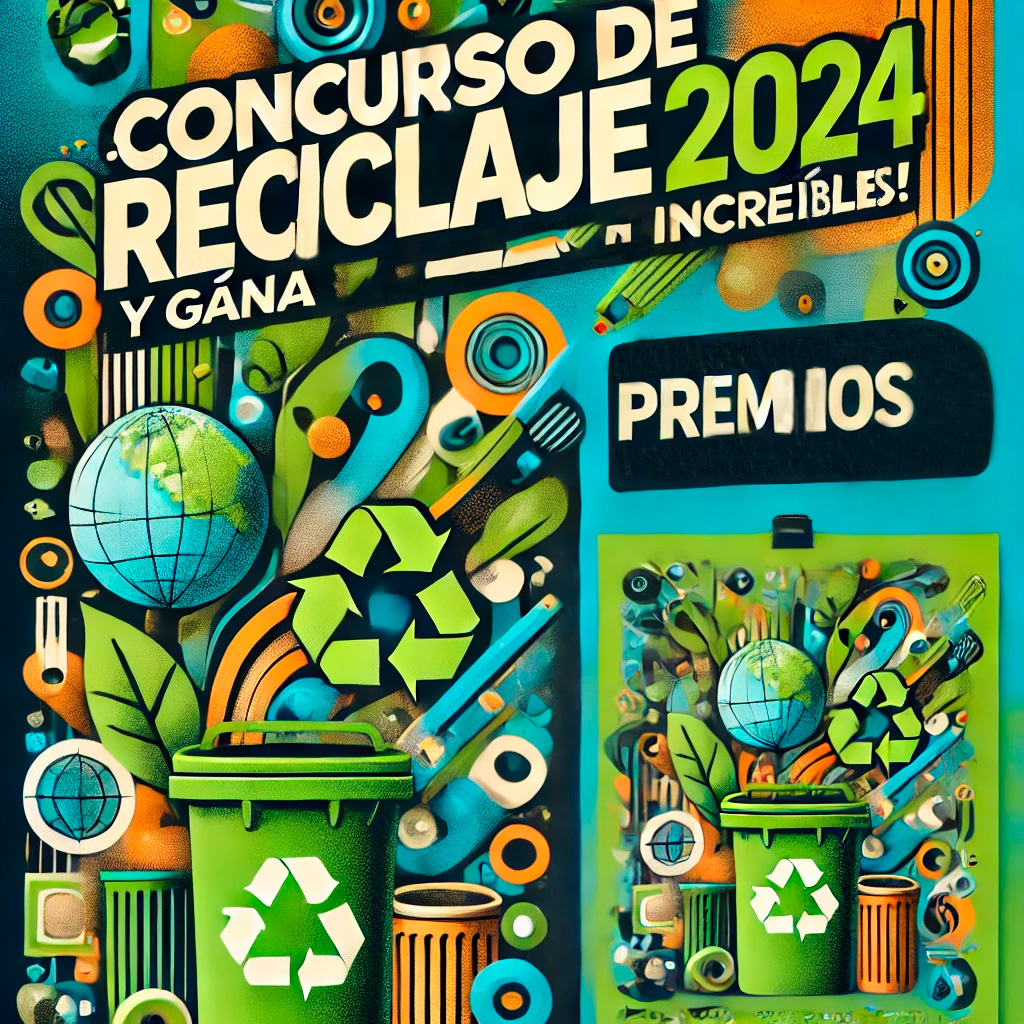 .CONCURSO DE
RECICLAJE 2024
INCREÍBLES!
Y GÁNA
PREMIOS